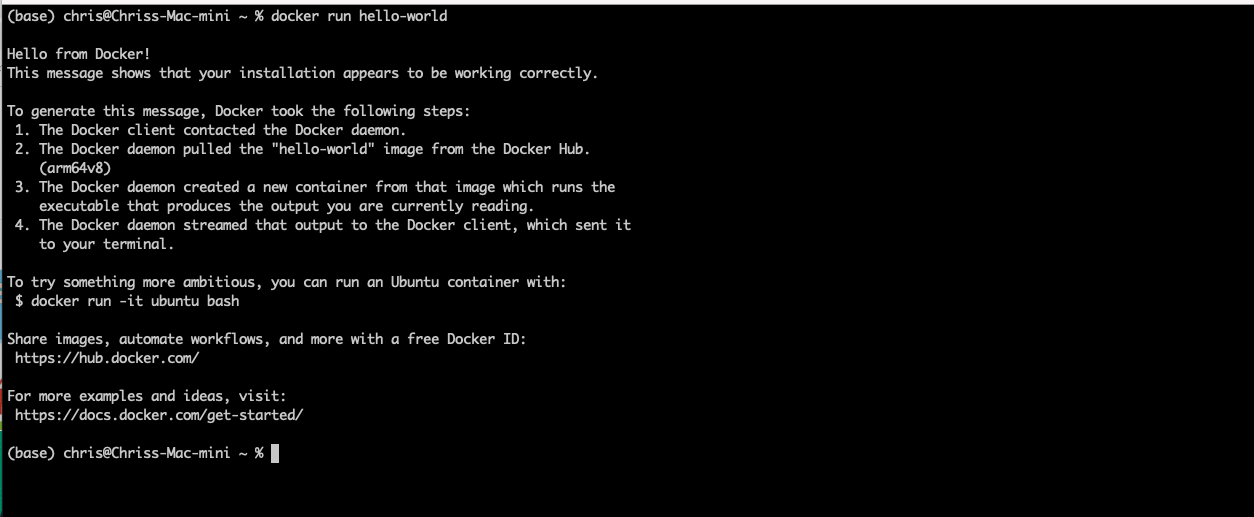 (base) chris@Chriss-Mac-mini ~ % docker run hello-world
Hello from Docker!
This message shows that your installation appears to be working correctly.
To generate this message, Docker took the following steps:
1. The Docker client contacted the Docker daemon.
2. The Docker daemon pulled the "hello-world" image from the Docker Hub.
(arm64v8)
3. The Docker daemon created a new container from that image which runs the
executable that produces the output you are currently reading.
4. The Docker daemon streamed that output to the Docker client, which sent it
to your terminal.
To try something more ambitious, you can run an Ubuntu container with:
$ docker run -it ubuntu bash
Share images, automate workflows, and more with a free Docker ID:
https://hub.docker.com/
For more examples and ideas, visit:
https://docs.docker.com/get-started/
(base) chris@Chriss-Mac-mini ~ %